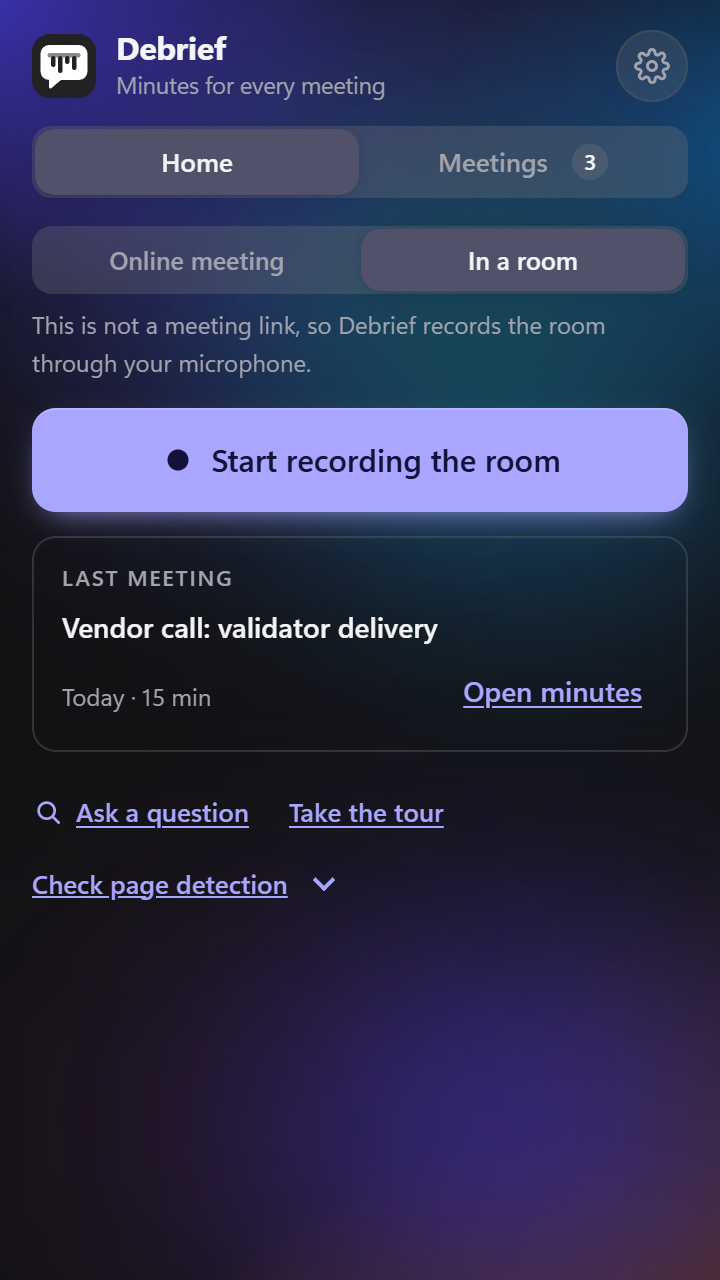 Debrief
Minutes for every meeting
Home
Meetings 3
Online meeting
In a room
This is not a meeting link, so Debrief records the room
through your microphone.
Start recording the room
LAST MEETING
Vendor call: validator delivery
Today · 15 min
Open minutes
Ask a question
Take the tour
Check page detection